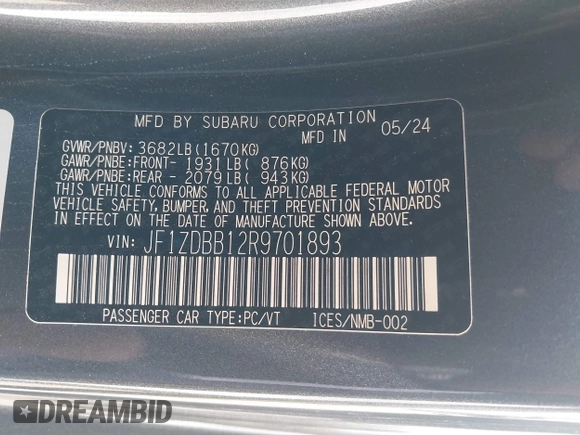 MFD BY SUBARU CORPORATION
MFD IN 05/24
GVWR/PNBV: 3682LB(1670KG)
GAWR/PNBE:FRONT- 1931LB( 876KG)
GAWR/PNBE:REAR - 2079LB( 943KG)
THIS VEHICLE CONFORMS TO ALL APPLICABLE FEDERAL MOTOR
VEHICLE SAFETY, BUMPER, AND THEFT PREVENTION STANDARDS
IN EFFECT ON THE DATE OF MANUFACTURE SHOWN ABOVE.
VIN: JF1ZDBB12R9701893
PASSENGER CAR TYPE:PC/VT ICES/NMB-002
DREAMBID